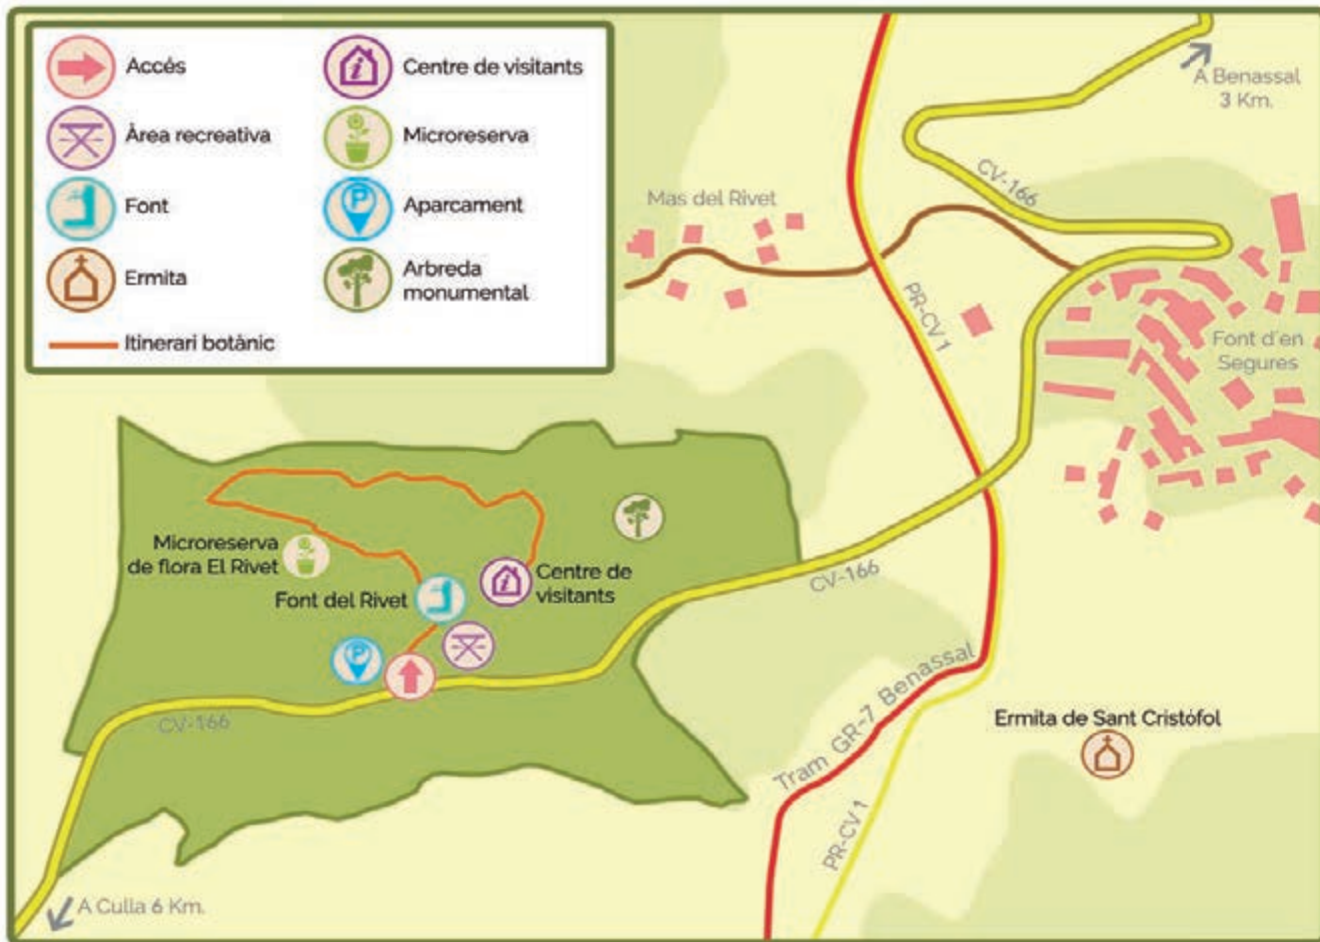 Accés
Centre de visitants
Àrea recreativa
Microreserva
Font
Aparcament
Ermita
Arbreda
monumental
Itinerari botànic
A Benassal
3 Km.
CV-166
Mas del Rivet
PR-CV 1
Font d'en
Segures
Microreserva
de flora El Rivet
Font del Rivet
Centre de
visitants
CV-166
CV-166
Tram GR-7 Benassal
PR-CV 1
Ermita de Sant Cristófol
A Culla 6 Km.
P
P
i
i